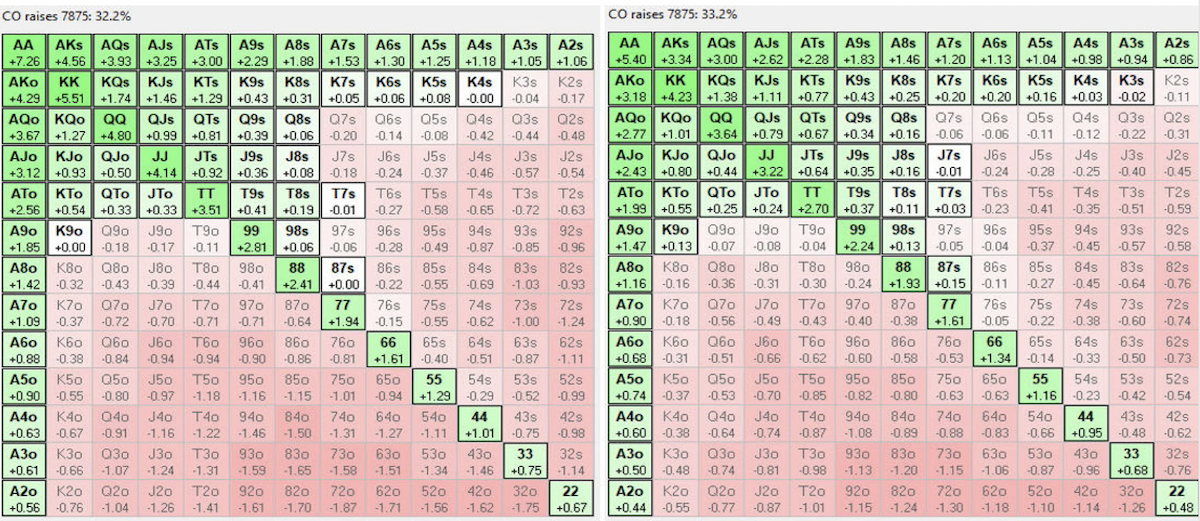 CO raises 7875: 32.2%
AA AKs AQs AJs ATs A9s A8s A7s A6s A5s A4s A3s A2s
+7.26 +4.56 +3.93 +3.25 +3.00 +2.29 +1.88 +1.53 +1.30 +1.25 +1.18 +1.05 +1.06
AKo KK KQs KJs KTs K9s K8s K7s K6s K5s K4s K3s K2s
+4.29 +5.51 +1.74 +1.46 +1.29 +0.43 +0.31 +0.05 +0.06 +0.08 -0.00 -0.04 -0.17
AQo KQo QQ QJs QTs Q9s Q8s Q7s Q6s Q5s Q4s Q3s Q2s
+3.67 +1.27 +4.80 +0.99 +0.81 +0.39 +0.06 -0.20 -0.14 -0.08 -0.42 -0.44 -0.48
AJo KJo QJo JJ JTs J9s J8s J7s J6s J5s J4s J3s J2s
+3.12 +0.93 +0.50 +4.14 +0.92 +0.36 +0.08 -0.18 -0.24 -0.37 -0.46 -0.57 -0.54
ATo KTo QTo JTo TT T9s T8s T7s T6s T5s T4s T3s T2s
+2.56 +0.54 +0.33 +0.33 +3.51 +0.41 +0.19 -0.01 -0.27 -0.58 -0.65 -0.72 -0.63
A9o K9o Q9o J9o T9o 99 98s 97s 96s 95s 94s 93s 92s
+1.85 +0.00 -0.18 -0.17 -0.11 +2.81 +0.06 -0.06 -0.28 -0.49 -0.87 -0.85 -0.96
A8o K8o Q8o J8o T8o 98o 88 87s 86s 85s 84s 83s 82s
+1.42 -0.32 -0.43 -0.39 -0.44 -0.41 +2.41 +0.00 -0.22 -0.55 -0.69 -1.03 -0.93
A7o K7o Q7o J7o T7o 97o 87o 77 76s 75s 74s 73s 72s
+1.09 -0.37 -0.72 -0.70 -0.71 -0.71 -0.64 +1.94 -0.15 -0.55 -0.62 -1.00 -1.24
A6o K6o Q6o J6o T6o 96o 86o 76o 66 65s 64s 63s 62s
+0.88 -0.38 -0.84 -0.94 -0.94 -0.90 -0.86 -0.81 +1.61 -0.40 -0.51 -0.87 -1.11
A5o K5o Q5o J5o T5o 95o 85o 75o 65o 55 54s 53s 52s
+0.90 -0.55 -0.80 -0.97 -1.18 -1.16 -1.15 -1.01 -0.94 +1.29 -0.29 -0.52 -0.99
A4o K4o Q4o J4o T4o 94o 84o 74o 64o 54o 44 43s 42s
+0.63 -0.67 -0.91 -1.16 -1.22 -1.46 -1.50 -1.31 -1.27 -1.11 +1.01 -0.75 -0.98
A3o K3o Q3o J3o T3o 93o 83o 73o 63o 53o 43o 33 32s
+0.61 -0.66 -1.07 -1.24 -1.31 -1.59 -1.65 -1.58 -1.51 -1.34 -1.46 +0.75 -1.14
A2o K2o Q2o J2o T2o 92o 82o 72o 62o 52o 42o 32o 22
+0.56 -0.76 -1.04 -1.26 -1.41 -1.61 -1.70 -1.87 -1.71 -1.56 -1.62 -1.75 +0.67
CO raises 7875: 33.2%
AA AKs AQs AJs ATs A9s A8s A7s A6s A5s A4s A3s A2s
+5.40 +3.34 +3.00 +2.62 +2.28 +1.83 +1.46 +1.20 +1.13 +1.04 +0.98 +0.94 +0.86
AKo KK KQs KJs KTs K9s K8s K7s K6s K5s K4s K3s K2s
+3.18 +4.23 +1.38 +1.11 +0.77 +0.43 +0.25 +0.20 +0.20 +0.16 +0.03 -0.02 -0.11
AQo KQo QQ QJs QTs Q9s Q8s Q7s Q6s Q5s Q4s Q3s Q2s
+2.77 +1.01 +3.64 +0.79 +0.67 +0.34 +0.16 -0.06 -0.06 -0.11 -0.12 -0.22 -0.31
AJo KJo QJo JJ JTs J9s J8s J7s J6s J5s J4s J3s J2s
+2.43 +0.80 +0.44 +3.22 +0.64 +0.35 +0.16 -0.01 -0.24 -0.28 -0.25 -0.40 -0.45
ATo KTo QTo JTo TT T9s T8s T7s T6s T5s T4s T3s T2s
+1.99 +0.55 +0.25 +0.24 +2.70 +0.37 +0.11 +0.03 -0.23 -0.41 -0.35 -0.51 -0.59
A9o K9o Q9o J9o T9o 99 98s 97s 96s 95s 94s 93s 92s
+1.47 +0.13 -0.07 -0.08 -0.04 +2.24 +0.13 -0.05 -0.04 -0.37 -0.45 -0.57 -0.58
A8o K8o Q8o J8o T8o 98o 88 87s 86s 85s 84s 83s 82s
+1.16 -0.16 -0.36 -0.31 -0.30 -0.24 +1.93 +0.15 -0.11 -0.27 -0.45 -0.64 -0.76
A7o K7o Q7o J7o T7o 97o 87o 77 76s 75s 74s 73s 72s
+0.90 -0.18 -0.56 -0.49 -0.43 -0.40 -0.38 +1.61 -0.05 -0.22 -0.38 -0.60 -0.74
A6o K6o Q6o J6o T6o 96o 86o 76o 66 65s 64s 63s 62s
+0.68 -0.31 -0.51 -0.66 -0.62 -0.60 -0.58 -0.53 +1.34 -0.14 -0.33 -0.50 -0.73
A5o K5o Q5o J5o T5o 95o 85o 75o 65o 55 54s 53s 52s
+0.74 -0.37 -0.53 -0.70 -0.85 -0.82 -0.80 -0.63 -0.63 +1.16 -0.23 -0.42 -0.54
A4o K4o Q4o J4o T4o 94o 84o 74o 64o 54o 44 43s 42s
+0.60 -0.38 -0.64 -0.74 -0.87 -1.08 -0.89 -0.88 -0.83 -0.66 +0.95 -0.48 -0.62
A3o K3o Q3o J3o T3o 93o 83o 73o 63o 53o 43o 33 32s
+0.50 -0.48 -0.74 -0.81 -0.98 -1.13 -1.20 -1.15 -1.06 -0.87 -0.96 +0.68 -0.76
A2o K2o Q2o J2o T2o 92o 82o 72o 62o 52o 42o 32o 22
+0.44 -0.55 -0.77 -0.87 -1.01 -1.15 -1.24 -1.18 -1.10 -1.10 -1.14 -1.26 +0.48